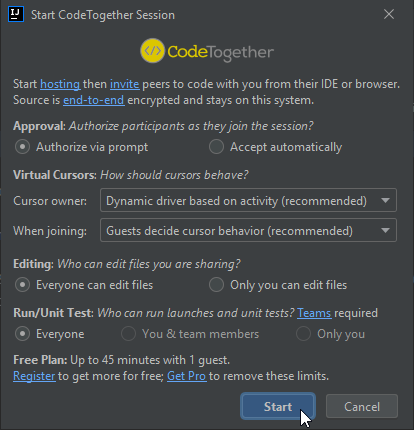 IJ Start CodeTogether Session
CodeTogether
Start hosting then invite peers to code with you from their IDE or browser.
Source is end-to-end encrypted and stays on this system.
Approval: Authorize participants as they join the session?
Authorize via prompt Accept automatically
Virtual Cursors: How should cursors behave?
Cursor owner: Dynamic driver based on activity (recommended)
When joining: Guests decide cursor behavior (recommended)
Editing: Who can edit files you are sharing?
Everyone can edit files Only you can edit files
Run/Unit Test: Who can run launches and unit tests? Teams required
Everyone You & team members Only you
Free Plan: Up to 45 minutes with 1 guest.
Register to get more for free; Get Pro to remove these limits.
Start Cancel